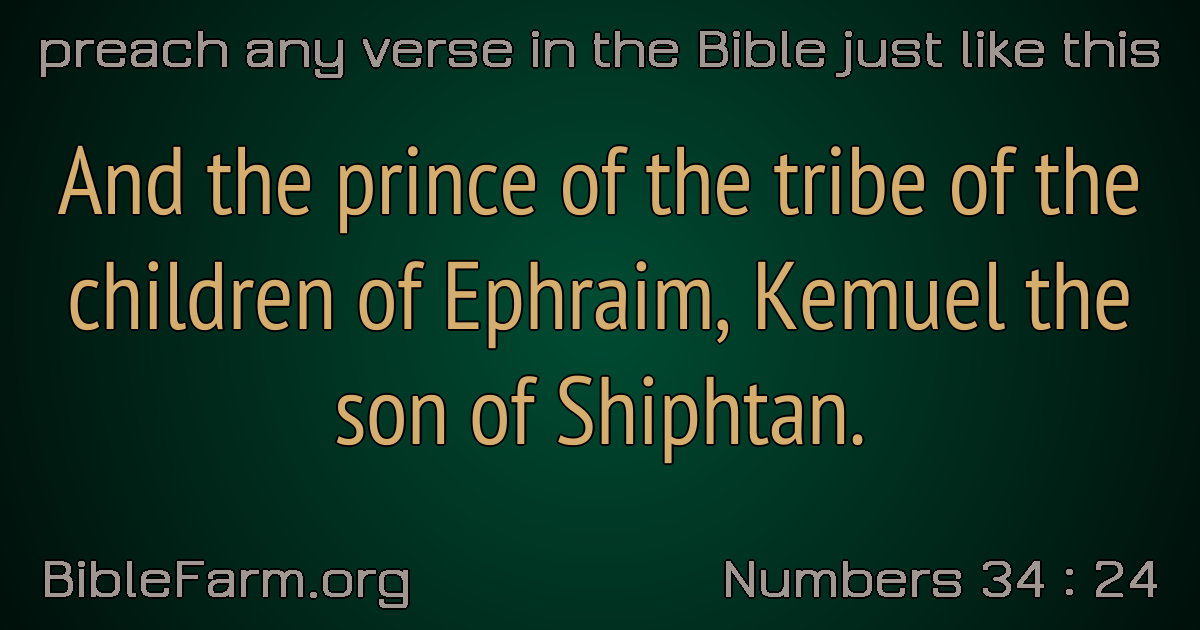 preach any verse in the Bible just like this
And the prince of the tribe of the
children of Ephraim, Kemuel the
son of Shiphtan.
BibleFarm.org
Numbers 34 : 24